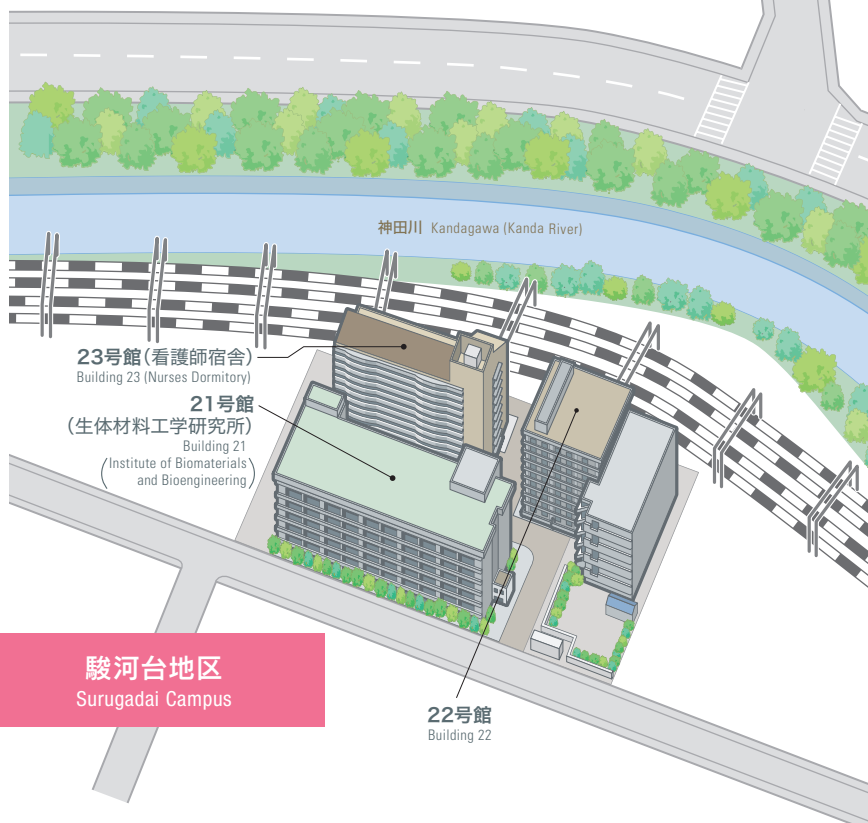 神田川 Kandagawa (Kanda River)
23号館(看護師宿舎)
Building 23 (Nurses Dormitory)
21号館
(生体材料工学研究所)
Building 21
(Institute of Biomaterials
and Bioengineering)
駿河台地区
Surugadai Campus
22号館
Building 22